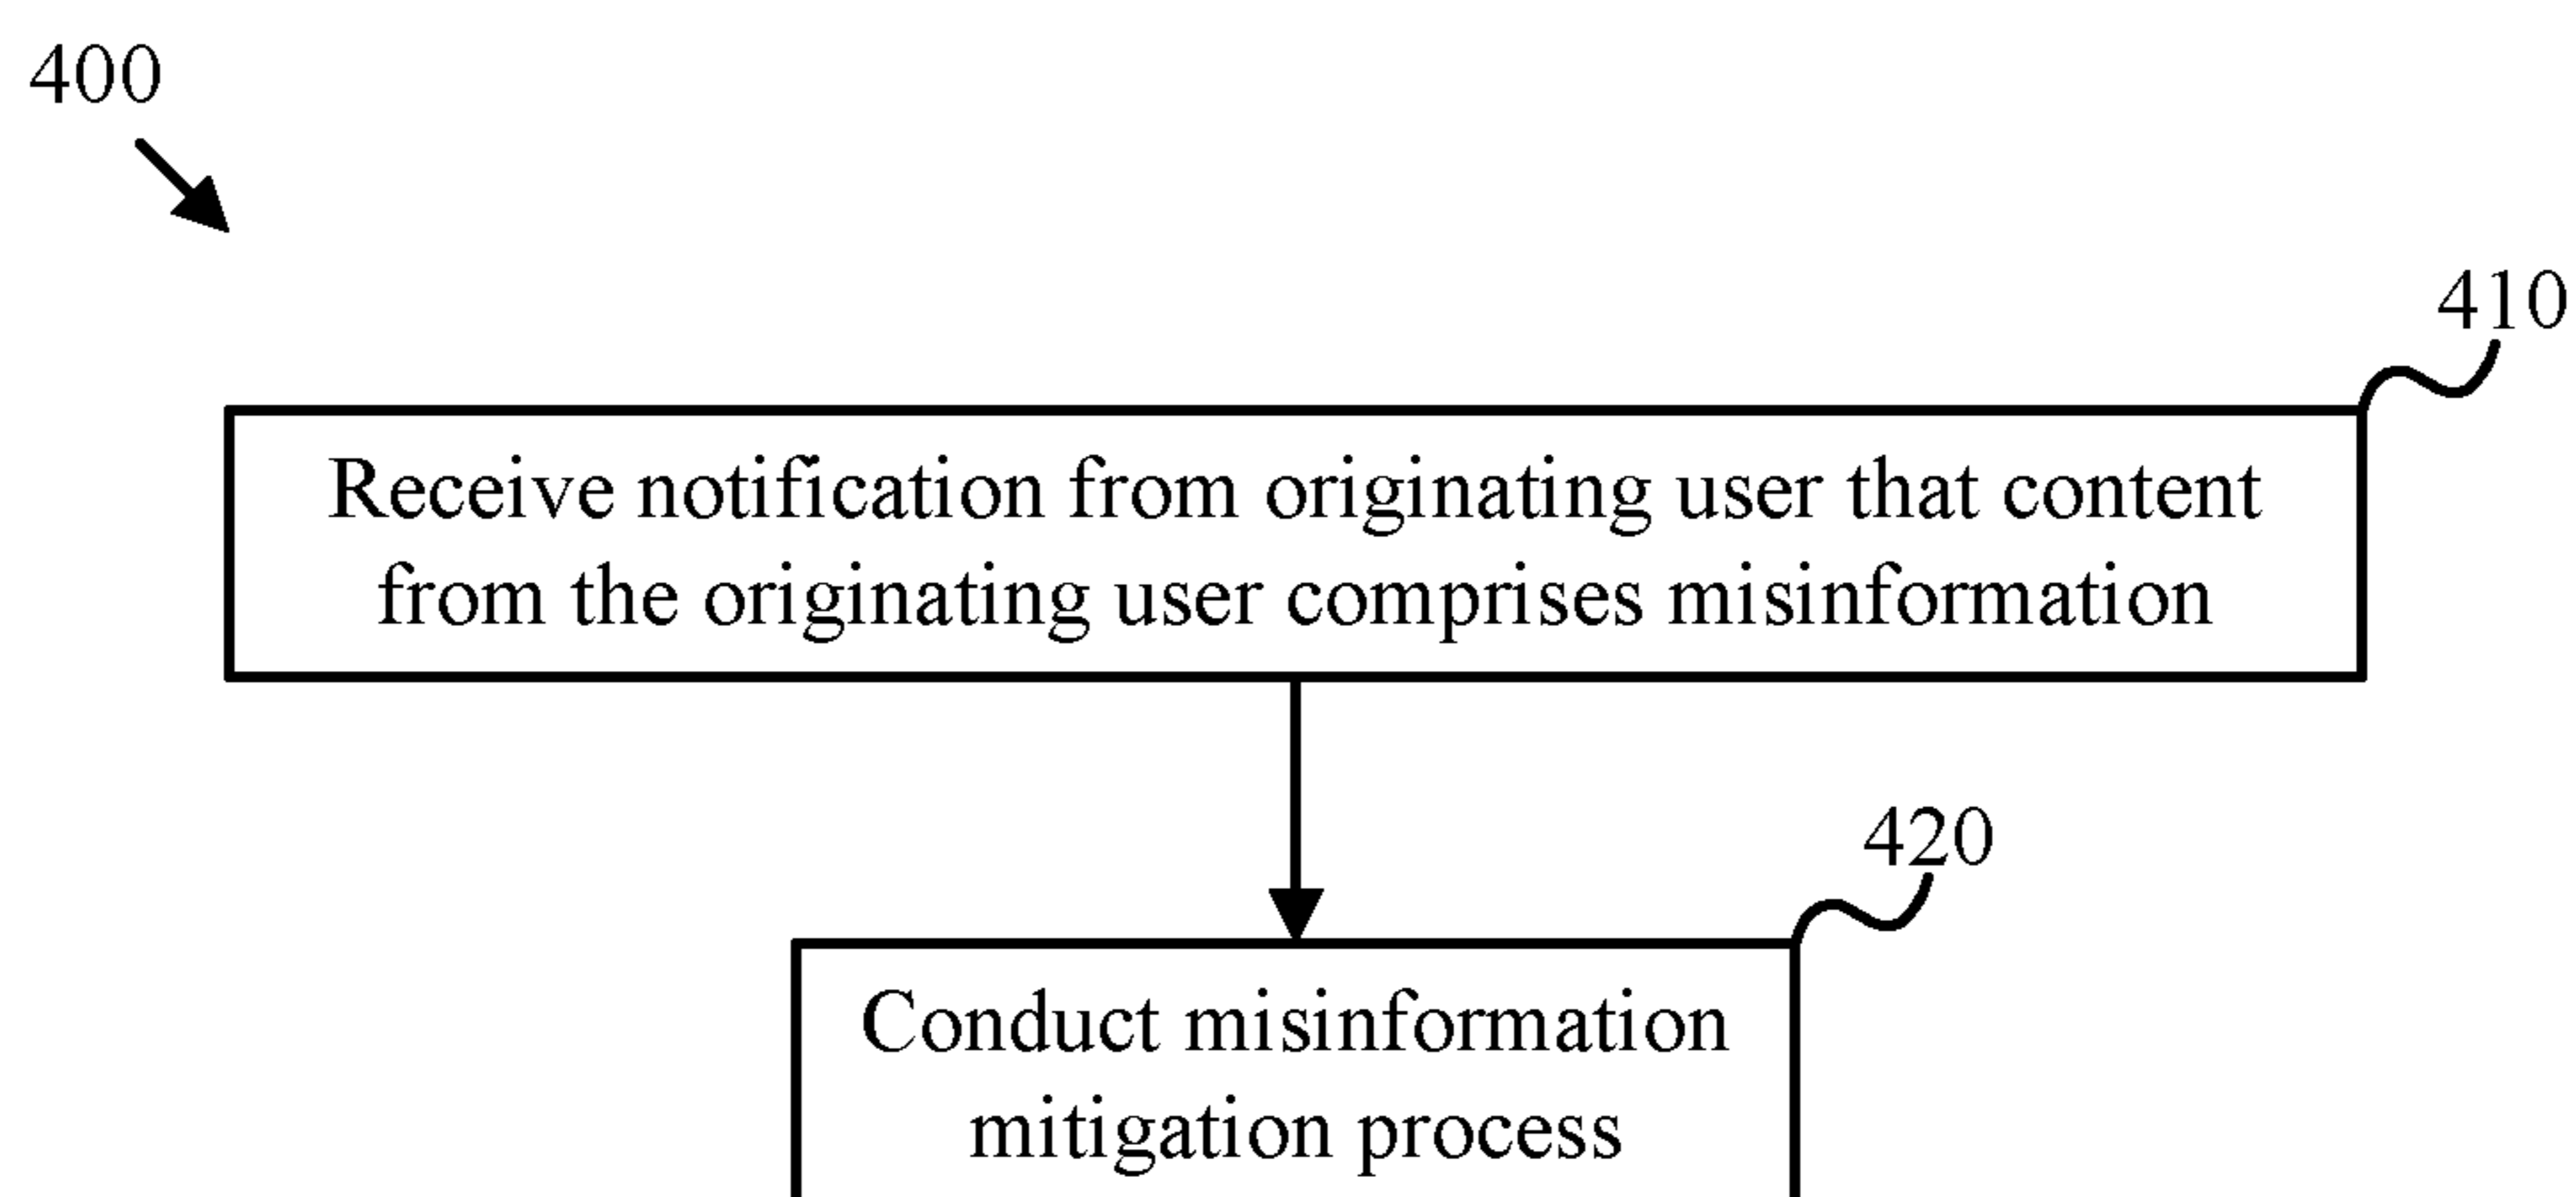 400
410
Receive notification from originating user that content
from the originating user comprises misinformation
420
Conduct misinformation
mitigation process